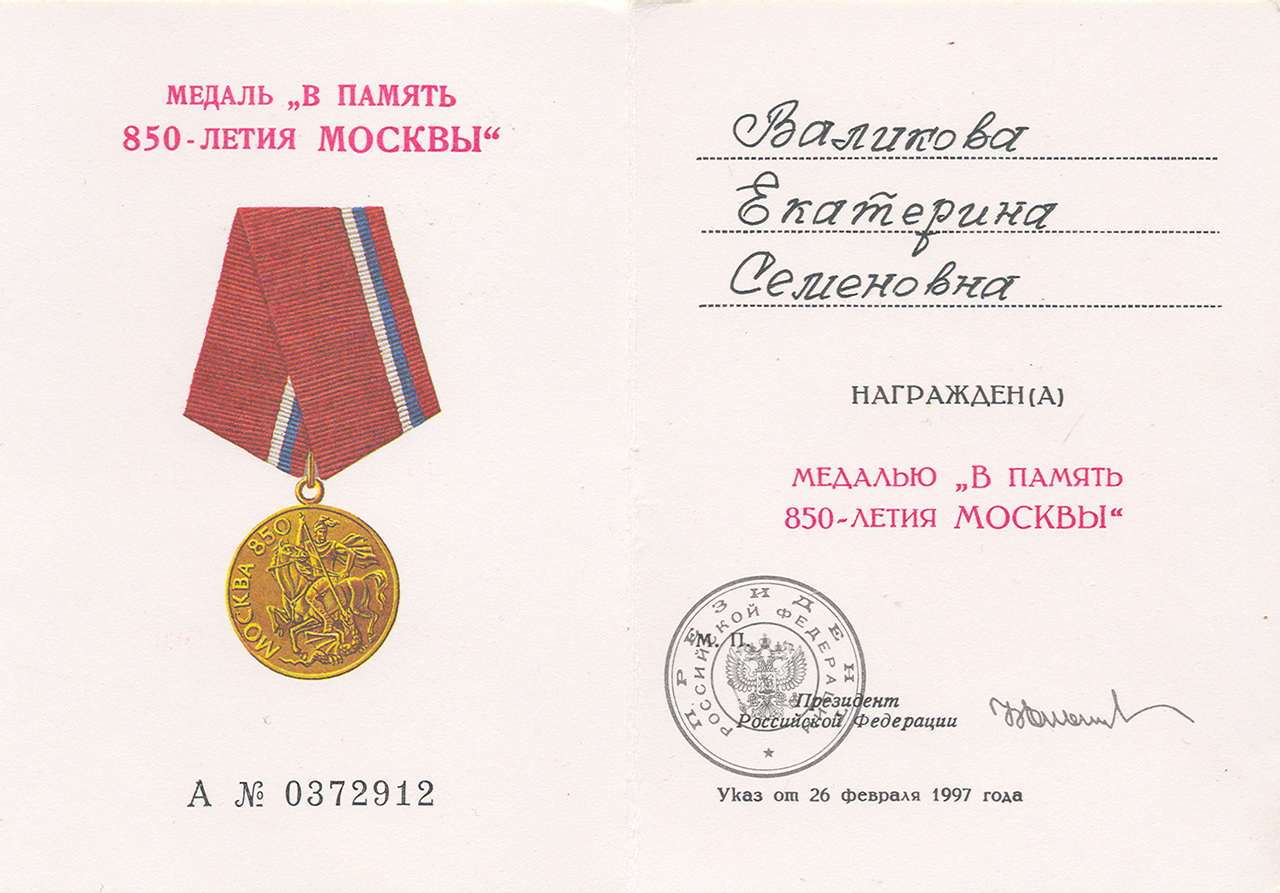 МЕДАЛЬ „В ПАМЯТЬ
850-ЛЕТИЯ МОСКВЫ“
МОСКВА 850
А № 0372912
Валикова
Екатерина
Семеновна
НАГРАЖДЕН(А)
МЕДАЛЬЮ „В ПАМЯТЬ
850-ЛЕТИЯ МОСКВЫ“
ПРЕЗИДЕНТ
РОССИЙСКОЙ ФЕДЕРАЦИИ
М. П.
Президент
Российской Федерации
Указ от 26 февраля 1997 года